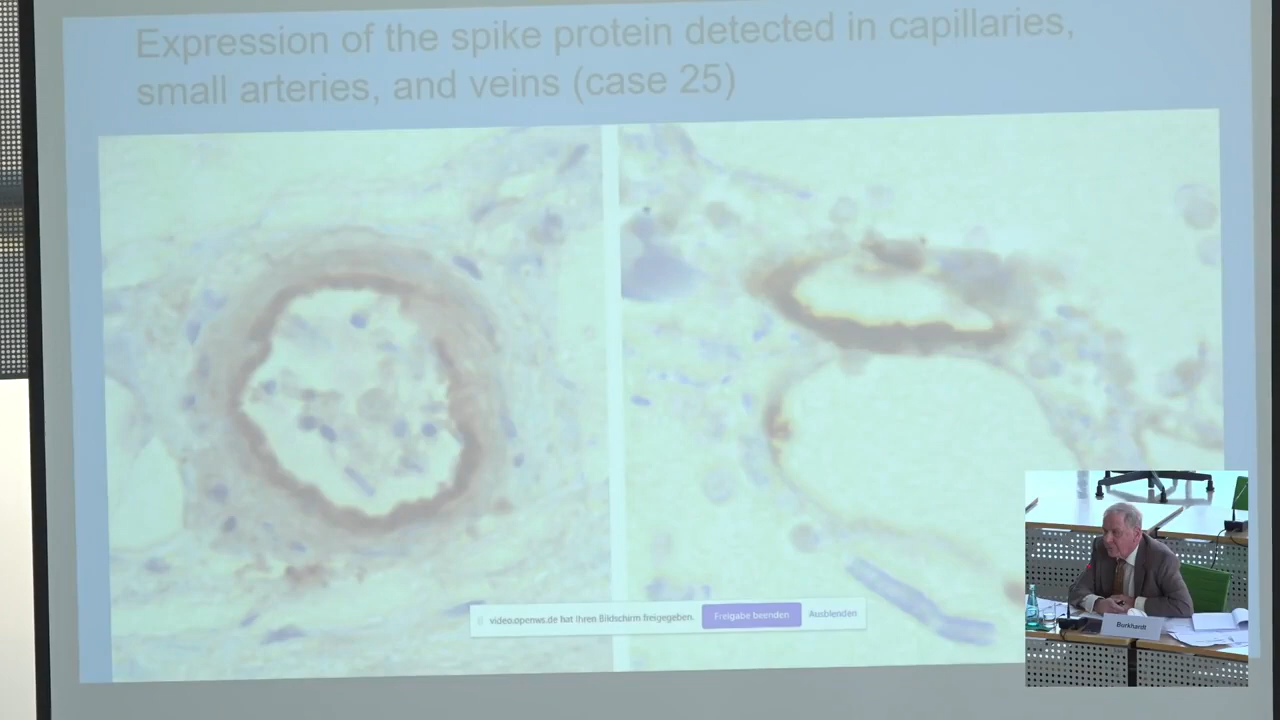 Expression of the spike protein detected in capillaries,
small arteries, and veins (case 25)
video.openws.de hat Ihren Bildschirm freigegeben.
Freigabe beenden
Ausblenden
Burkhardt